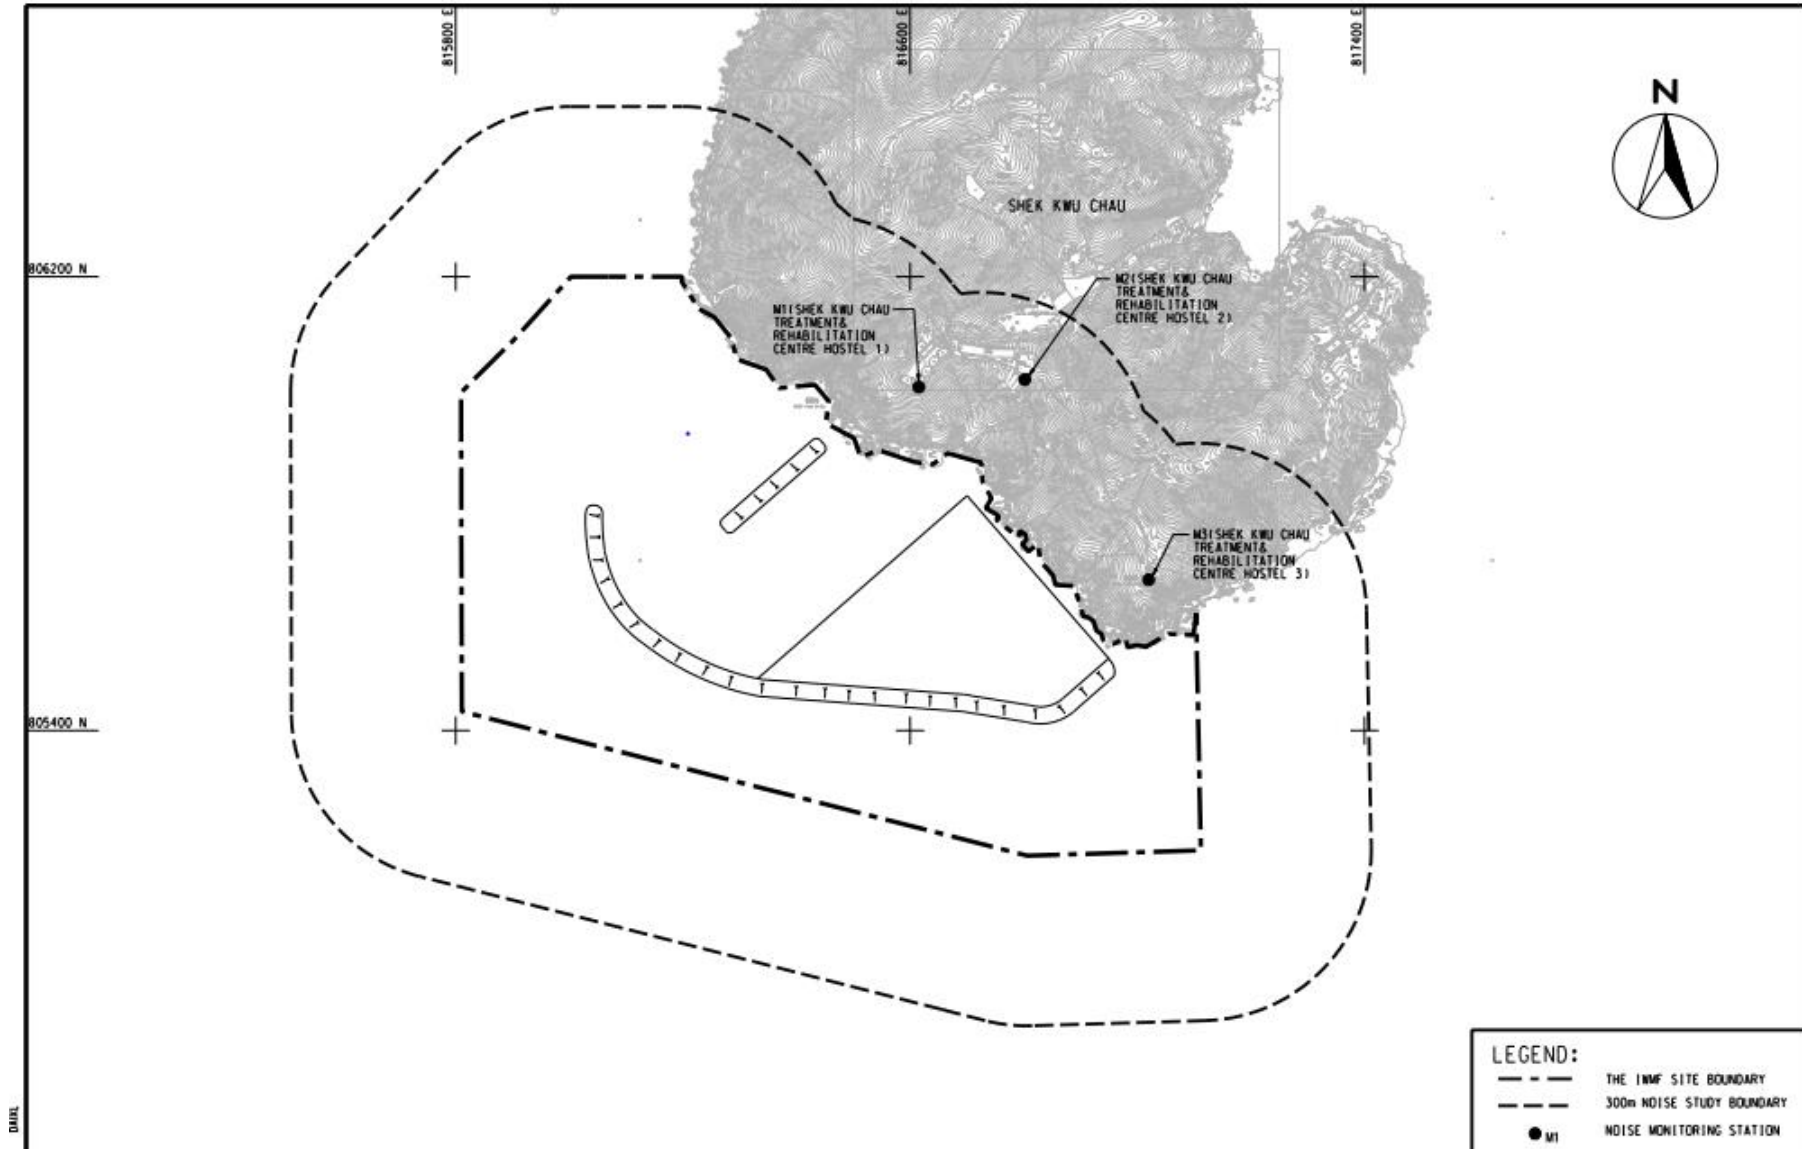 815800 E
816600 E
817400 E
N
SHEK KWU CHAU
806200 N
M1(SHEK KWU CHAU
TREATMENT&
REHABILITATION
CENTRE HOSTEL 1)
M2(SHEK KWU CHAU
TREATMENT&
REHABILITATION
CENTRE HOSTEL 2)
M3(SHEK KWU CHAU
TREATMENT&
REHABILITATION
CENTRE HOSTEL 3)
805400 N
LEGEND:
THE IWMF SITE BOUNDARY
300m NOISE STUDY BOUNDARY
M1 NOISE MONITORING STATION